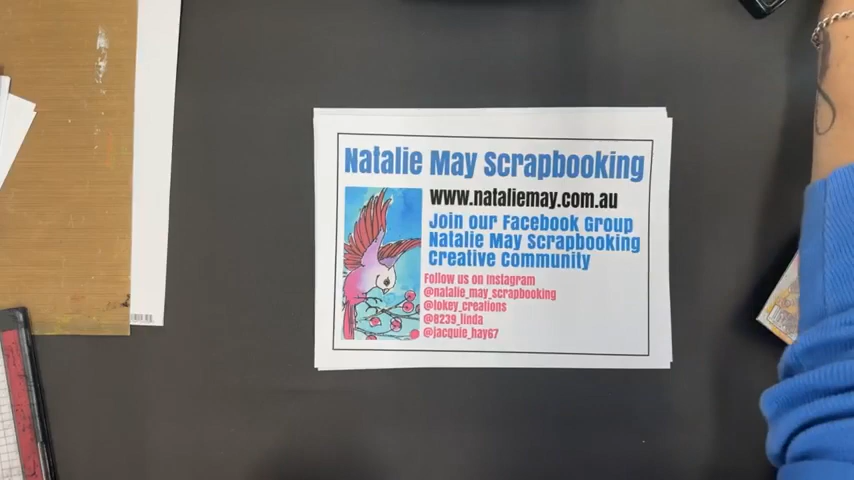 Natalie May Scrapbooking
www.nataliemay.com.au
Join our Facebook Group
Natalie May Scrapbooking
Creative Community
Follow us on Instagram
@natalie_may_scrapbooking
@lokey_creations
@8239_linda
@jacquie_hay67